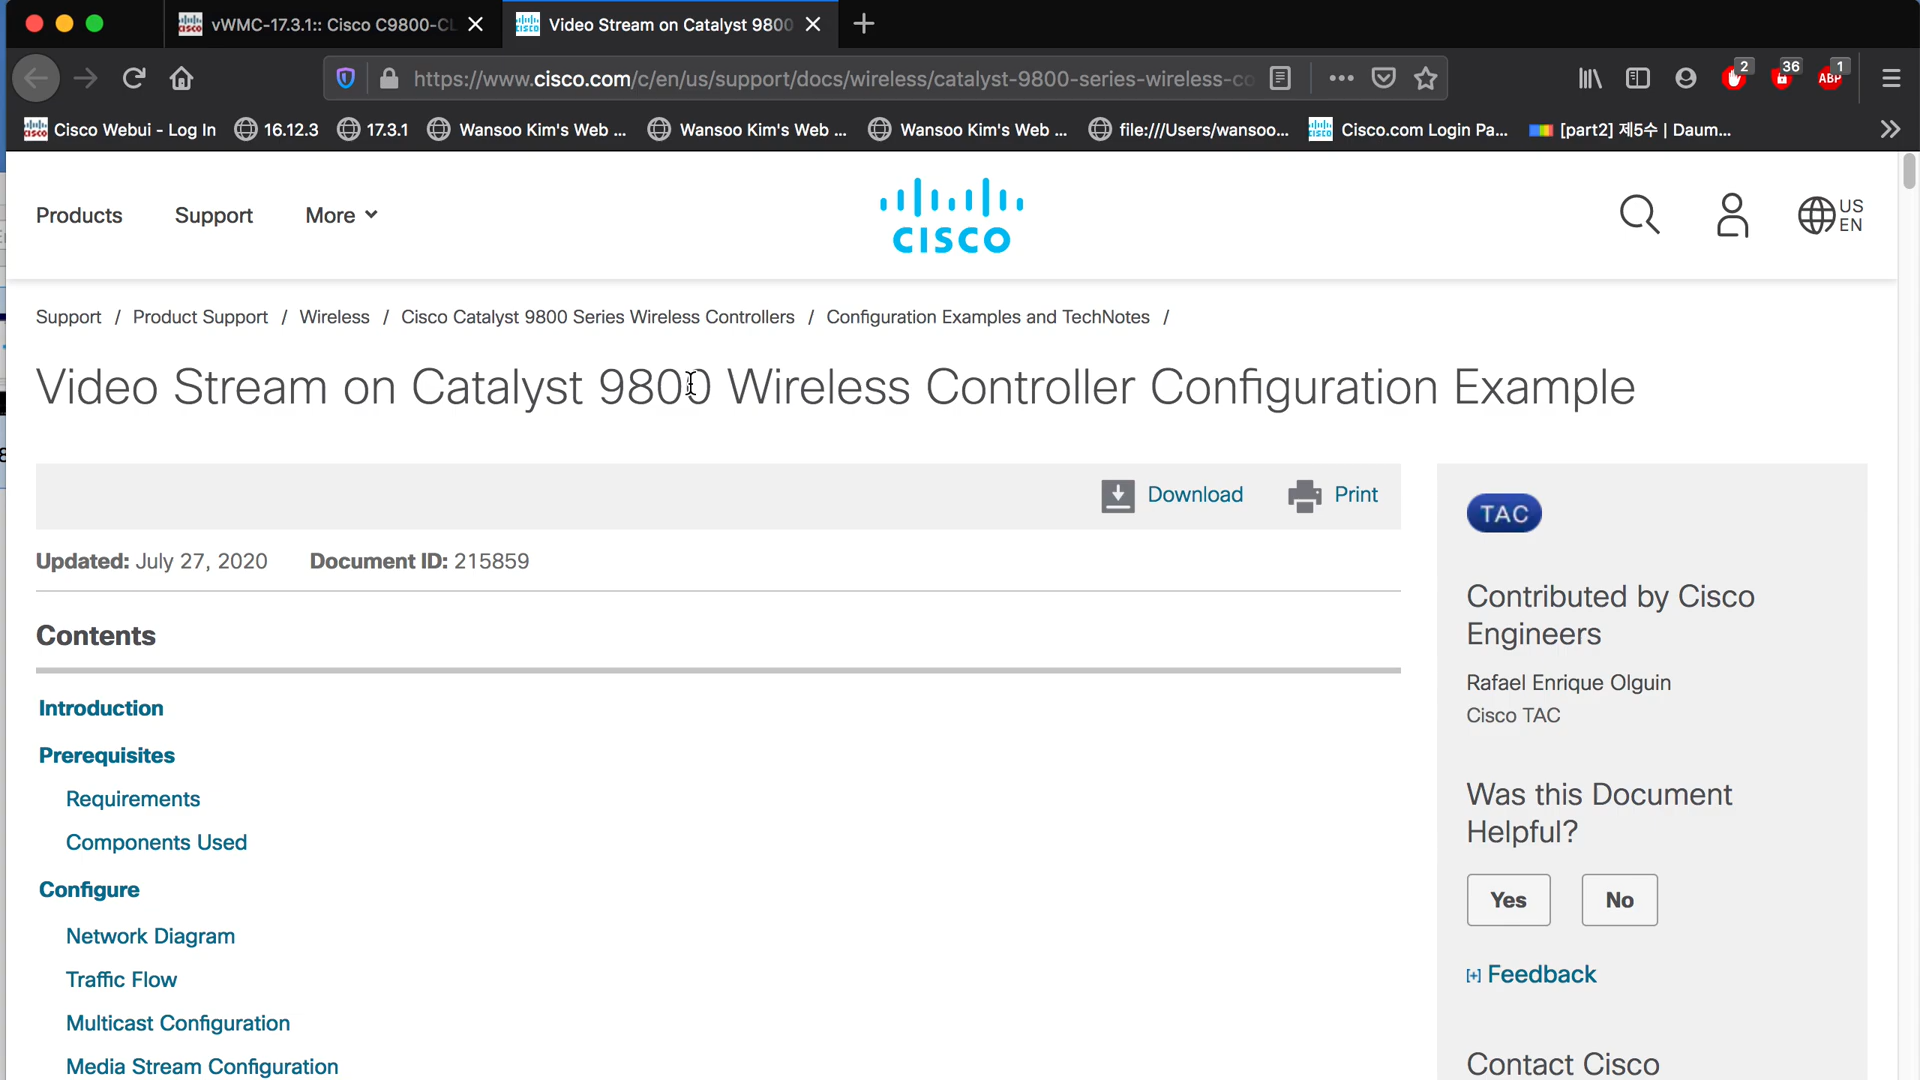 vWMC-17.3.1:: Cisco C9800-CL
Video Stream on Catalyst 9800
https://www.cisco.com/c/en/us/support/docs/wireless/catalyst-9800-series-wireless-co
2
36
ABP
1
Cisco Webui - Log In
16.12.3
17.3.1
Wansoo Kim's Web ...
Wansoo Kim's Web ...
Wansoo Kim's Web ...
file:///Users/wansoo...
Cisco.com Login Pa...
[part2] 제5수 | Daum...
Products
Support
More
CISCO
US
EN
Support / Product Support / Wireless / Cisco Catalyst 9800 Series Wireless Controllers / Configuration Examples and TechNotes /
Video Stream on Catalyst 9800 Wireless Controller Configuration Example
Download
Print
Updated: July 27, 2020
Document ID: 215859
Contents
Introduction
Prerequisites
Requirements
Components Used
Configure
Network Diagram
Traffic Flow
Multicast Configuration
Media Stream Configuration
TAC
Contributed by Cisco
Engineers
Rafael Enrique Olguin
Cisco TAC
Was this Document
Helpful?
Yes
No
[+] Feedback
Contact Cisco